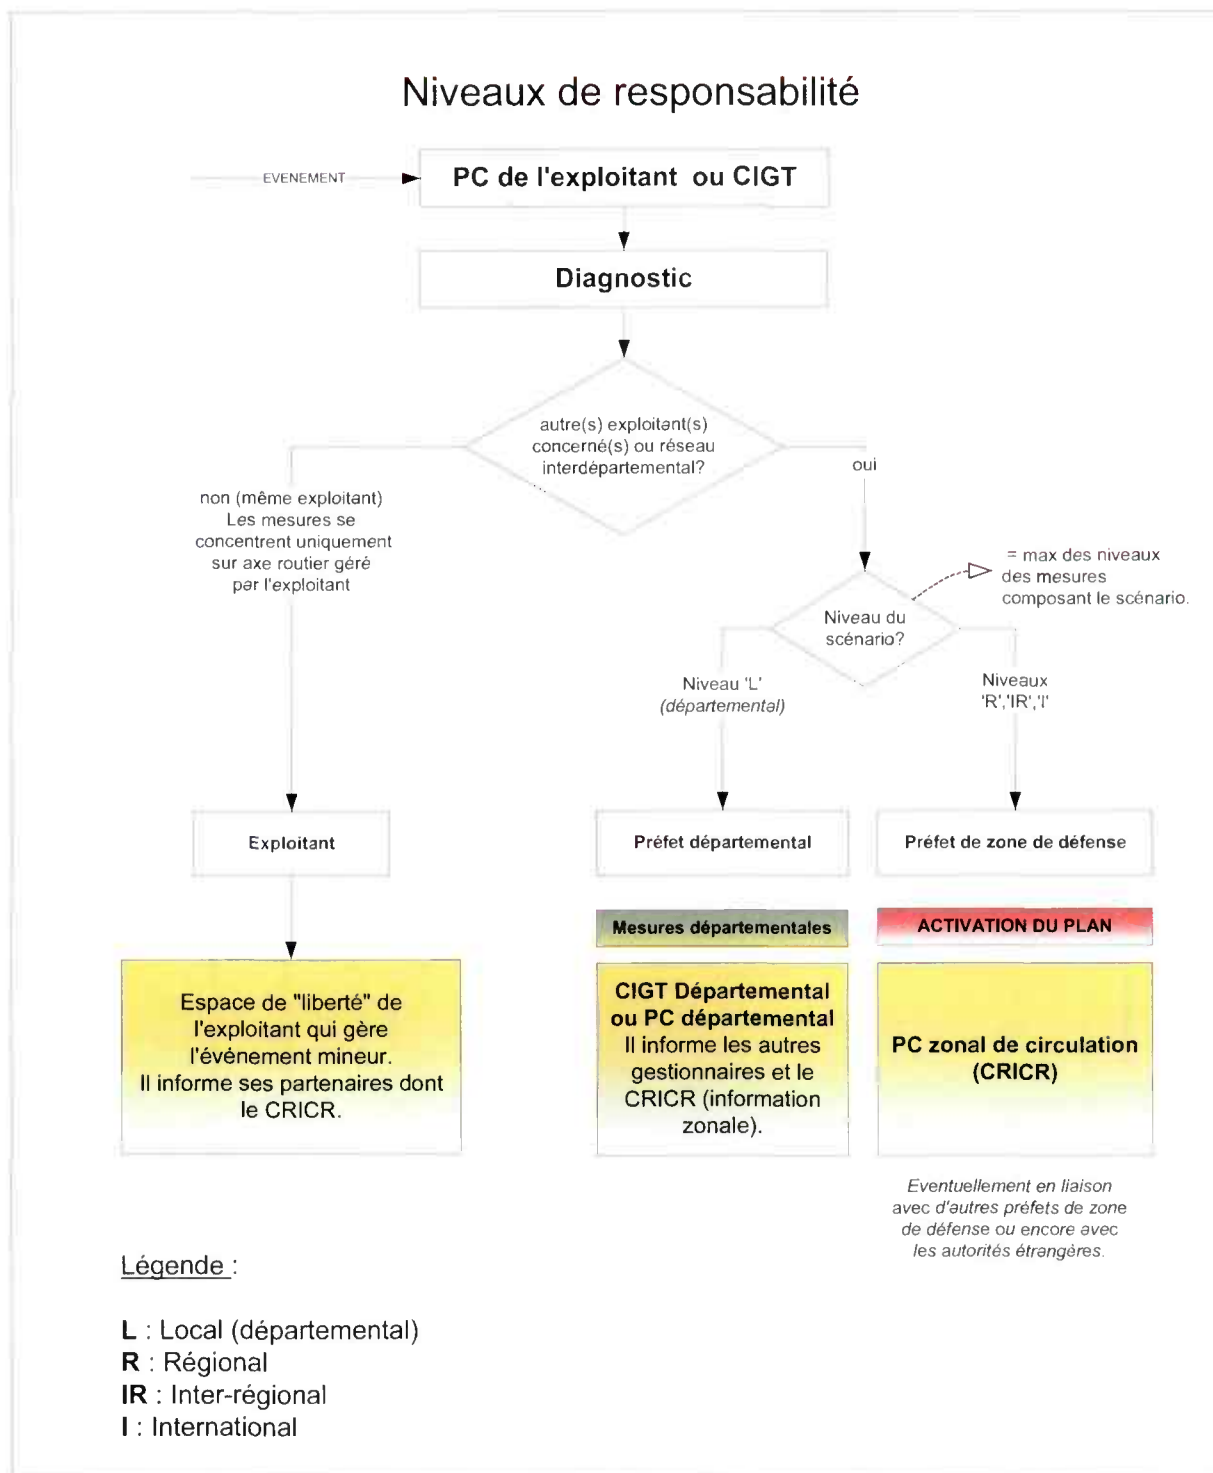 Niveaux de responsabilité
EVENEMENT
PC de l'exploitant ou CIGT
Diagnostic
autre(s) exploitant(s)
concerné(s) ou réseau
interdépartemental?
oui
non (même exploitant)
Les mesures se
concentrent uniquement
sur axe routier géré
par l'exploitant
= max des niveaux
des mesures
composant le scénario.
Niveau du
scénario?
Niveau 'L'
(départemental)
Niveaux
'R','IR','I'
Exploitant
Préfet départemental
Préfet de zone de défense
Mesures départementales
ACTIVATION DU PLAN
Espace de "liberté" de
l'exploitant qui gère
l'événement mineur.
Il informe ses partenaires dont
le CRICR.
CIGT Départemental
ou PC départemental
Il informe les autres
gestionnaires et le
CRICR (information
zonale).
PC zonal de circulation
(CRICR)
Eventuellement en liaison
avec d'autres préfets de zone
de défense ou encore avec
les autorités étrangères.
Légende :
L : Local (départemental)
R : Régional
IR : Inter-régional
I : International